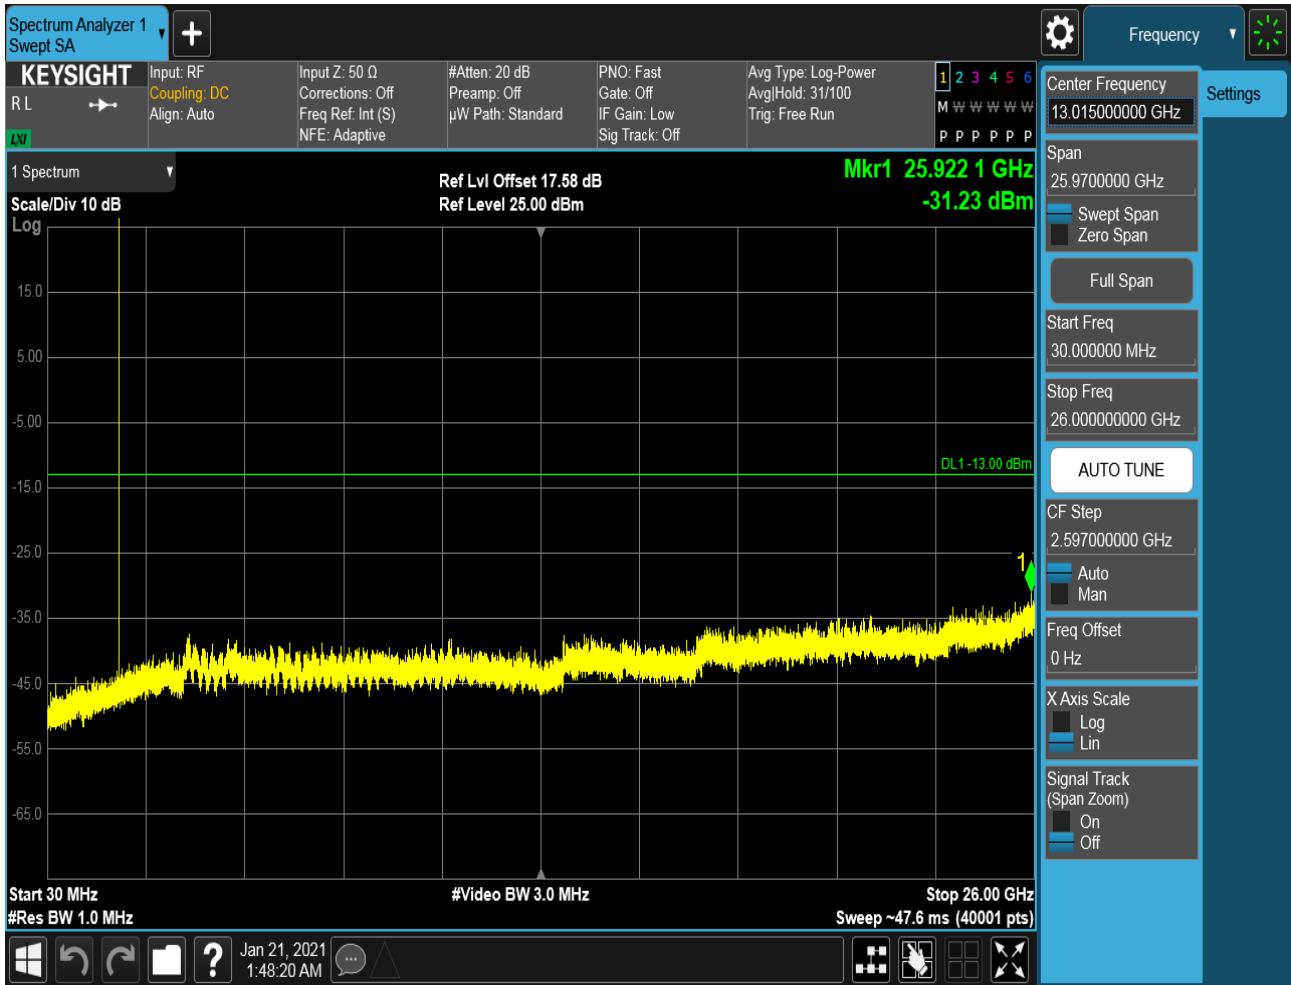 Spectrum Analyzer 1
Swept SA
Frequency
KEYSIGHT
R L
LXI
Input: RF
Coupling: DC
Align: Auto
Input Z: 50 Ω
Corrections: Off
Freq Ref: Int (S)
NFE: Adaptive
#Atten: 20 dB
Preamp: Off
µW Path: Standard
PNO: Fast
Gate: Off
IF Gain: Low
Sig Track: Off
Avg Type: Log-Power
Avg|Hold: 31/100
Trig: Free Run
1 2 3 4 5 6
M W W W W W
P P P P P P
1 Spectrum
Scale/Div 10 dB
Log
Ref Lvl Offset 17.58 dB
Ref Level 25.00 dBm
Mkr1 25.922 1 GHz
-31.23 dBm
15.0
5.00
-5.00
DL1 -13.00 dBm
-15.0
-25.0
1
-35.0
-45.0
-55.0
-65.0
Start 30 MHz
#Res BW 1.0 MHz
#Video BW 3.0 MHz
Stop 26.00 GHz
Sweep ~47.6 ms (40001 pts)
Center Frequency
13.015000000 GHz
Settings
Span
25.9700000 GHz
Swept Span
Zero Span
Full Span
Start Freq
30.000000 MHz
Stop Freq
26.000000000 GHz
AUTO TUNE
CF Step
2.597000000 GHz
Auto
Man
Freq Offset
0 Hz
X Axis Scale
Log
Lin
Signal Track
(Span Zoom)
On
Off
?
Jan 21, 2021
1:48:20 AM